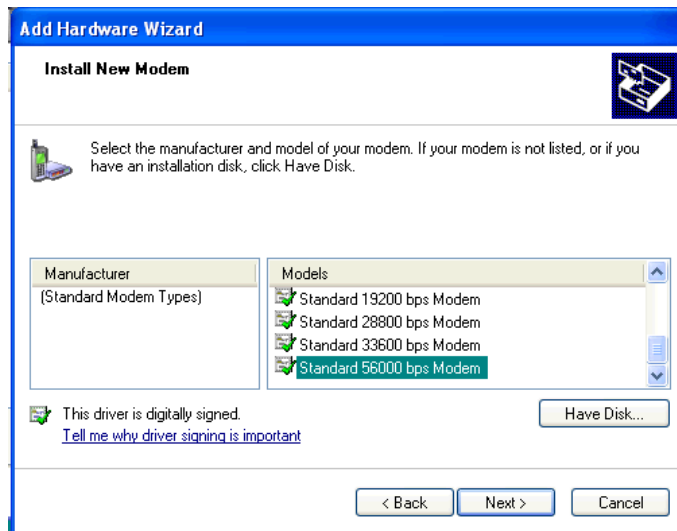 Add Hardware Wizard
Install New Modem
Select the manufacturer and model of your modem. If your modem is not listed, or if you
have an installation disk, click Have Disk.
Manufacturer
(Standard Modem Types)
Models
Standard 19200 bps Modem
Standard 28800 bps Modem
Standard 33600 bps Modem
Standard 56000 bps Modem
This driver is digitally signed.
Tell me why driver signing is important
Have Disk...
< Back
Next >
Cancel